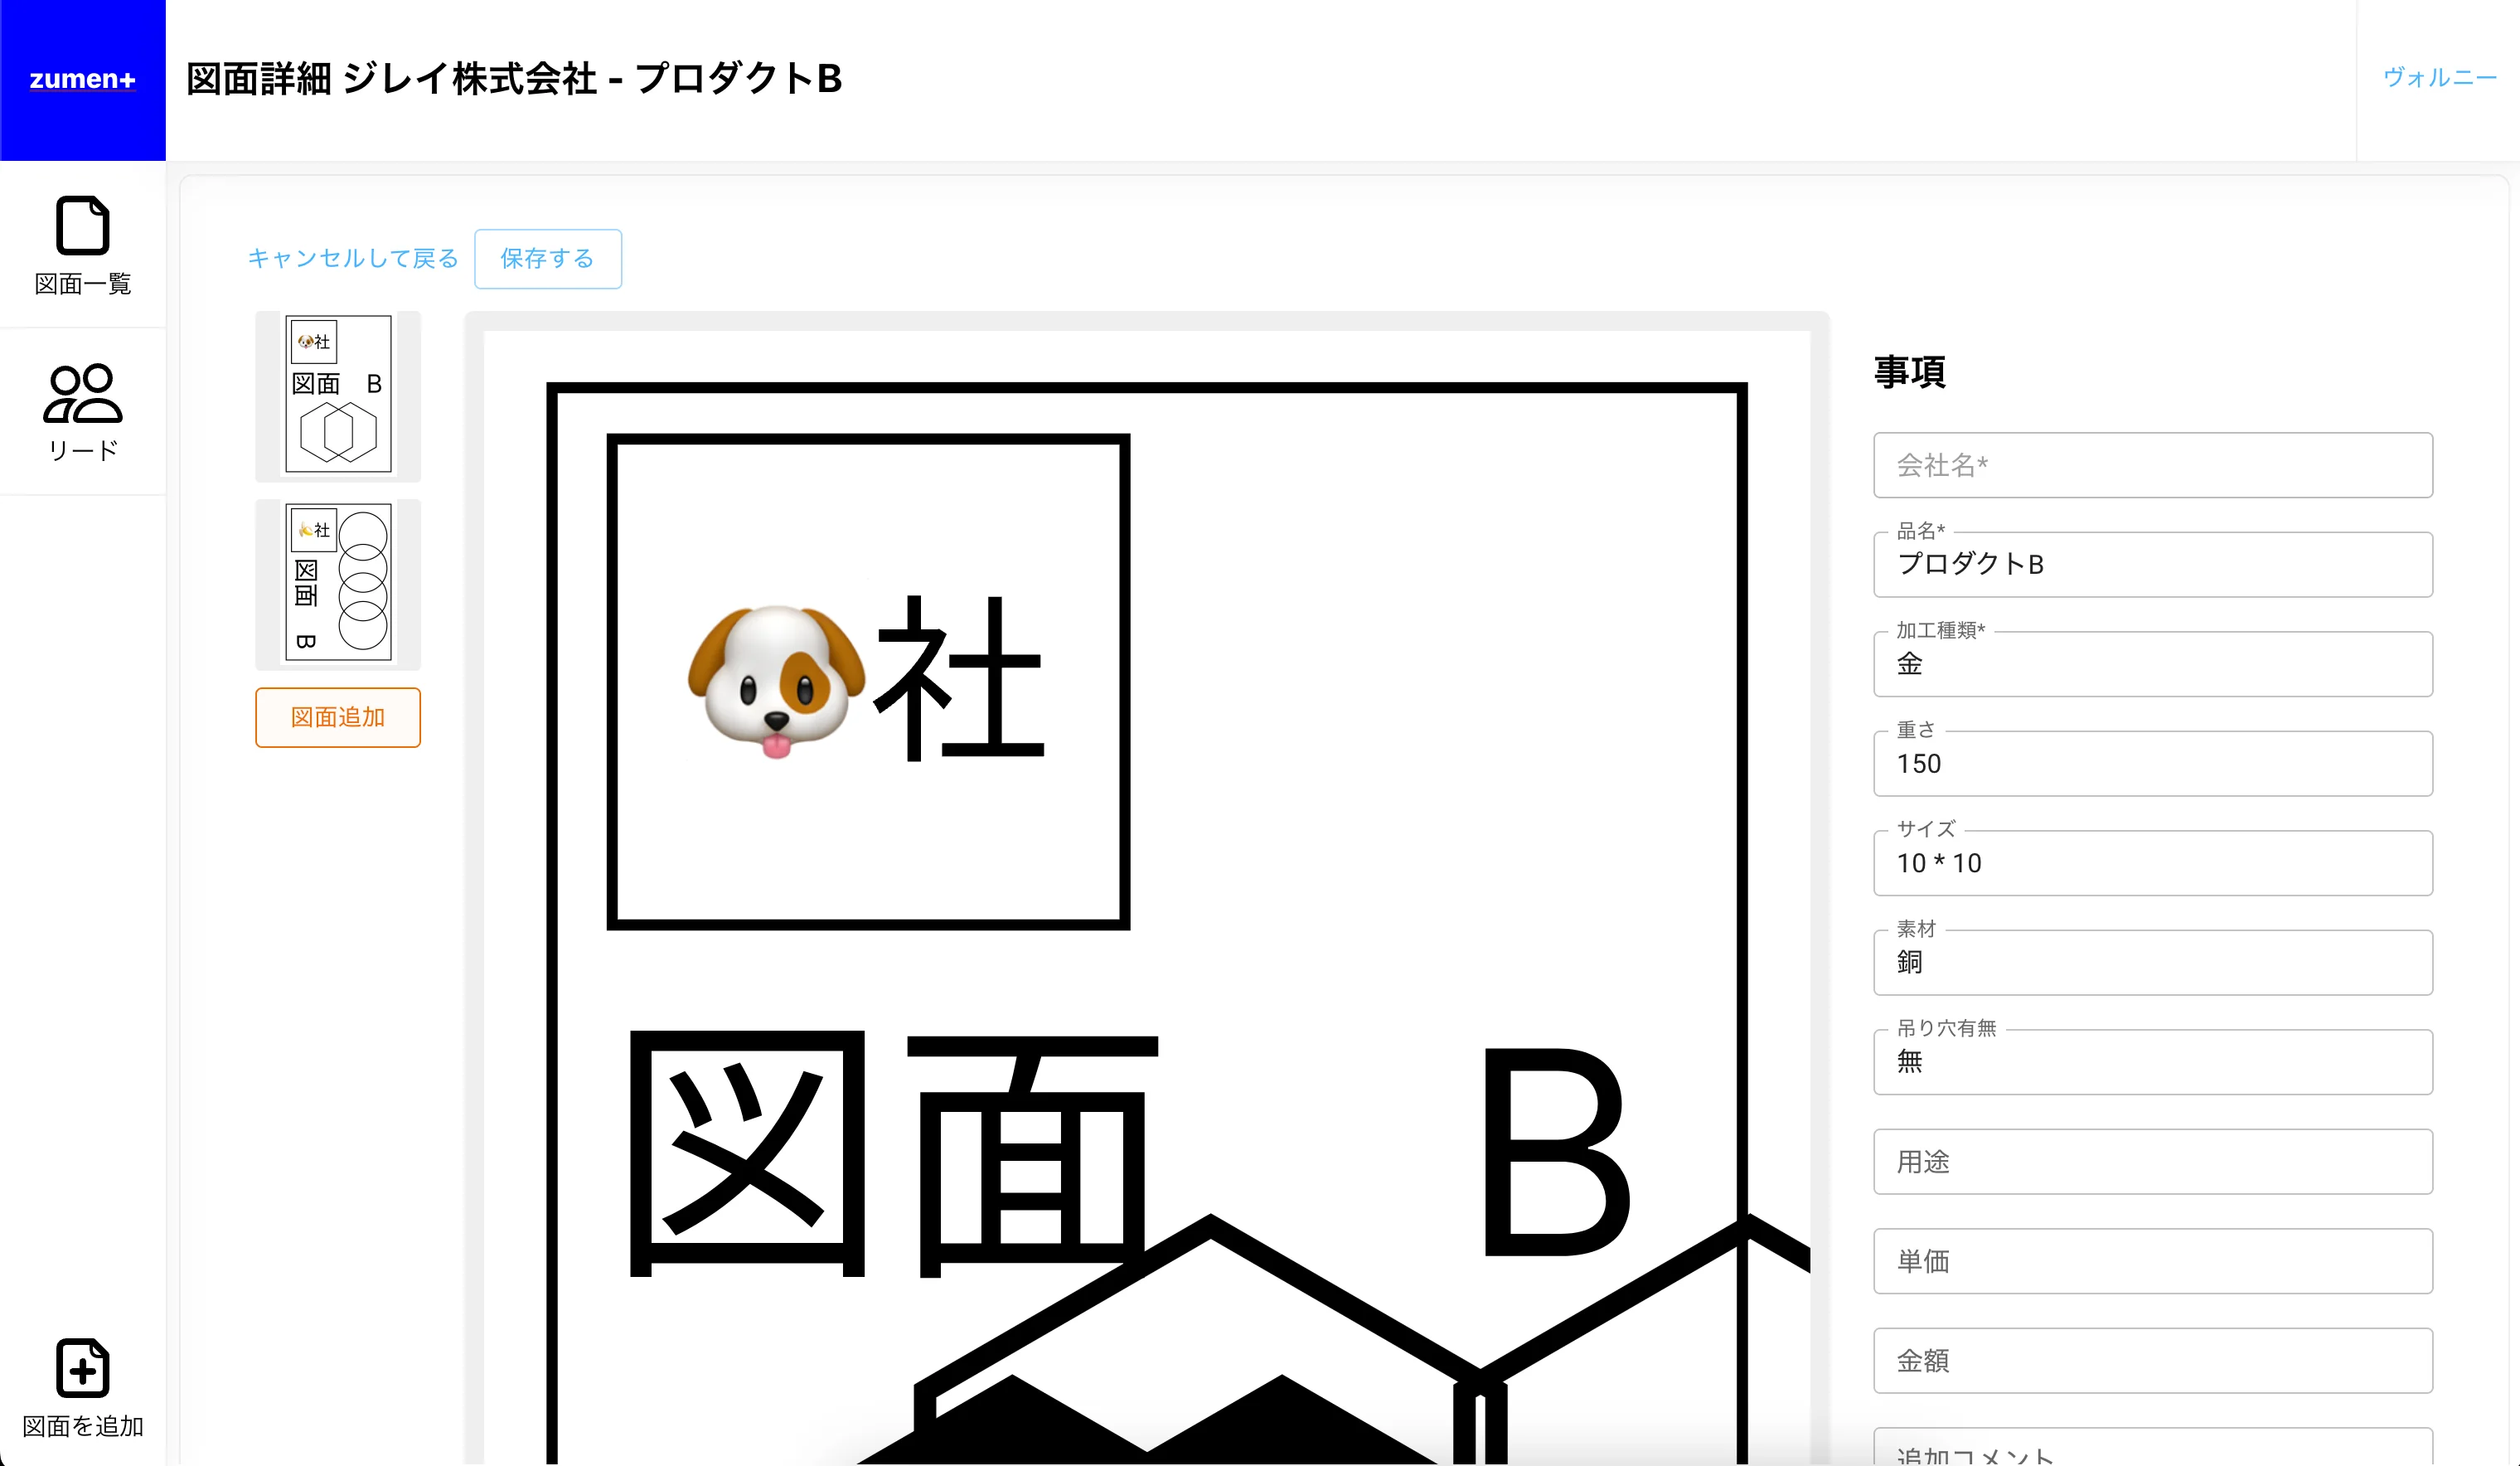 zumen+
図面詳細 ジレイ株式会社 - プロダクトB
ヴォルニー
図面一覧
リード
図面を追加
キャンセルして戻る
保存する
社
図面 B
社
図面 B
図面追加
社
図面 B
事項
会社名*
品名*
プロダクトB
加工種類*
金
重さ
150
サイズ
10 * 10
素材
銅
吊り穴有無
無
用途
単価
金額
追加コメント